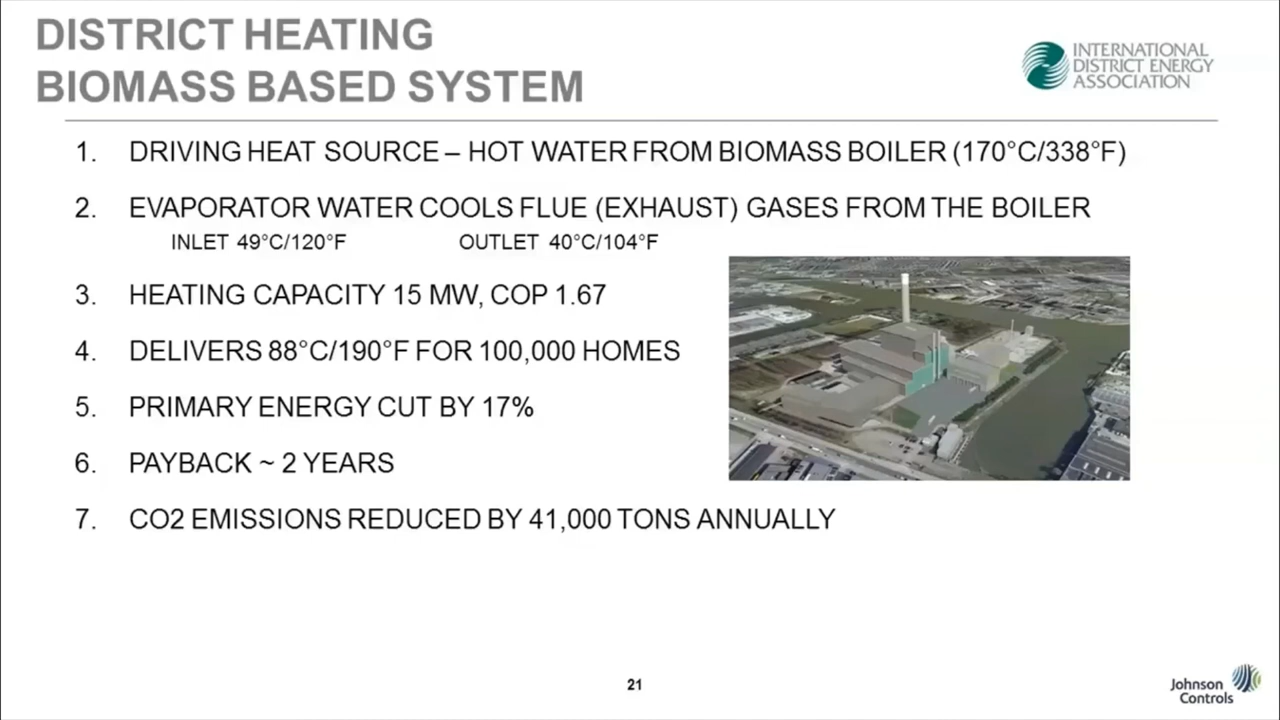 DISTRICT HEATING
BIOMASS BASED SYSTEM
INTERNATIONAL
DISTRICT ENERGY
ASSOCIATION
1. DRIVING HEAT SOURCE – HOT WATER FROM BIOMASS BOILER (170°C/338°F)
2. EVAPORATOR WATER COOLS FLUE (EXHAUST) GASES FROM THE BOILER
INLET 49°C/120°F OUTLET 40°C/104°F
3. HEATING CAPACITY 15 MW, COP 1.67
4. DELIVERS 88°C/190°F FOR 100,000 HOMES
5. PRIMARY ENERGY CUT BY 17%
6. PAYBACK ~ 2 YEARS
7. CO2 EMISSIONS REDUCED BY 41,000 TONS ANNUALLY
21
Johnson
Controls